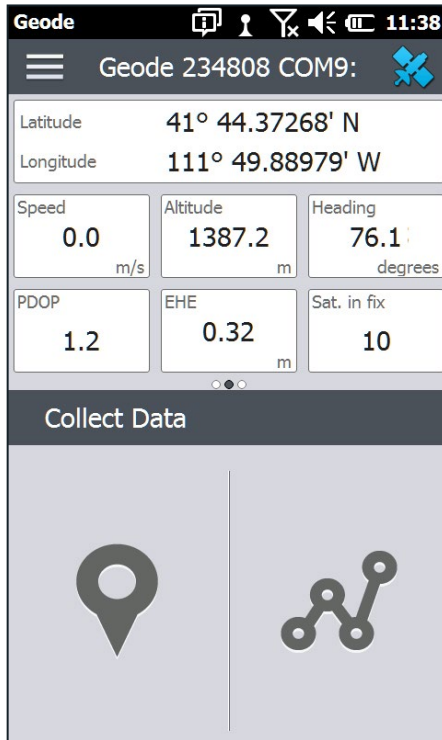 Geode 11:38
Geode 234808 COM9:
Latitude 41° 44.37268' N
Longitude 111° 49.88979' W
Speed Altitude Heading
0.0 1387.2 76.1
m/s m degrees
PDOP EHE Sat. in fix
1.2 0.32 10
m
Collect Data